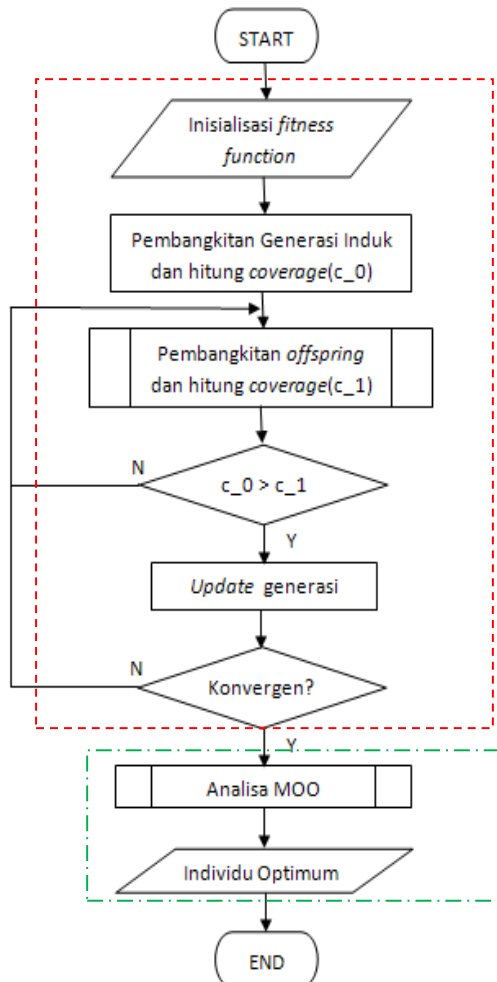 START
Inisialisasi fitness
function
Pembangkitan Generasi Induk
dan hitung coverage(c_0)
Pembangkitan offspring
dan hitung coverage(c_1)
N
c_0 > c_1
Y
Update generasi
N
Konvergen?
Y
Analisa MOO
Individu Optimum
END